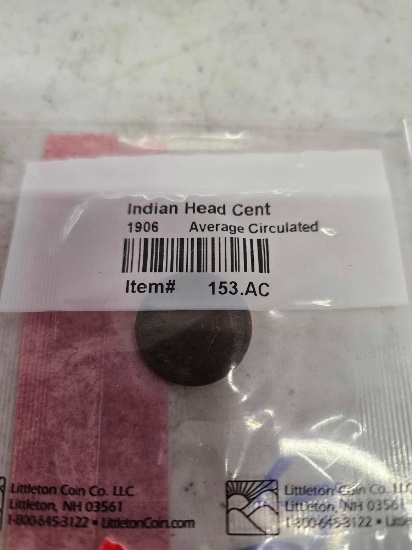 Indian Head Cent
1906 Average Circulated
Item# 153.AC
Littleton Coin Co. LLC
Littleton, NH 03561
1-800-645-3122 • LittletonCoin.com
Littleton Coin Co. LLC
Littleton, NH 03561
1-800-645-3122 • LittletonCoin